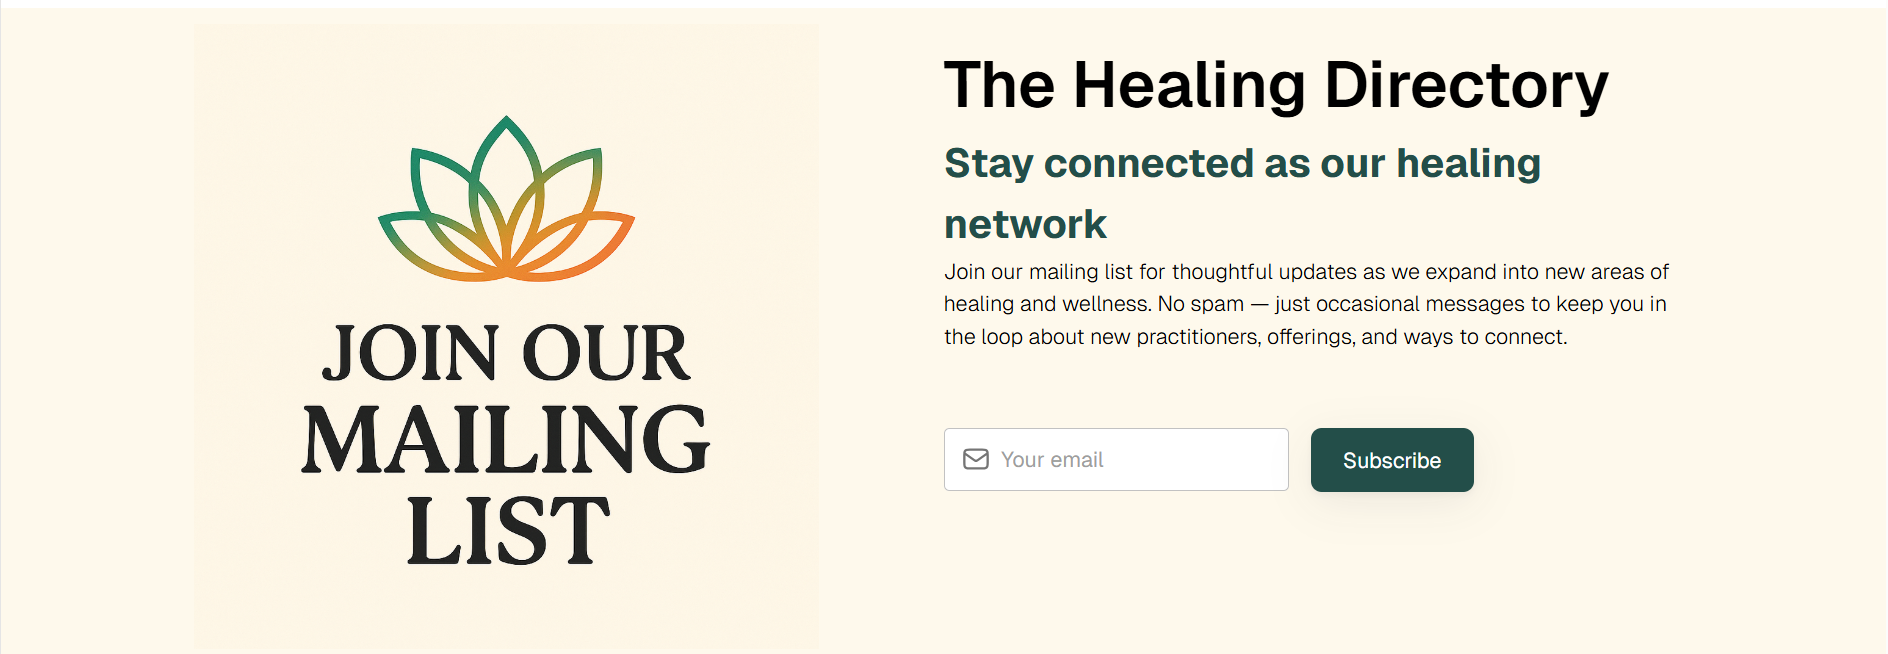 JOIN OUR
MAILING
LIST
The Healing Directory
Stay connected as our healing
network
Join our mailing list for thoughtful updates as we expand into new areas of
healing and wellness. No spam — just occasional messages to keep you in
the loop about new practitioners, offerings, and ways to connect.
Your email
Subscribe